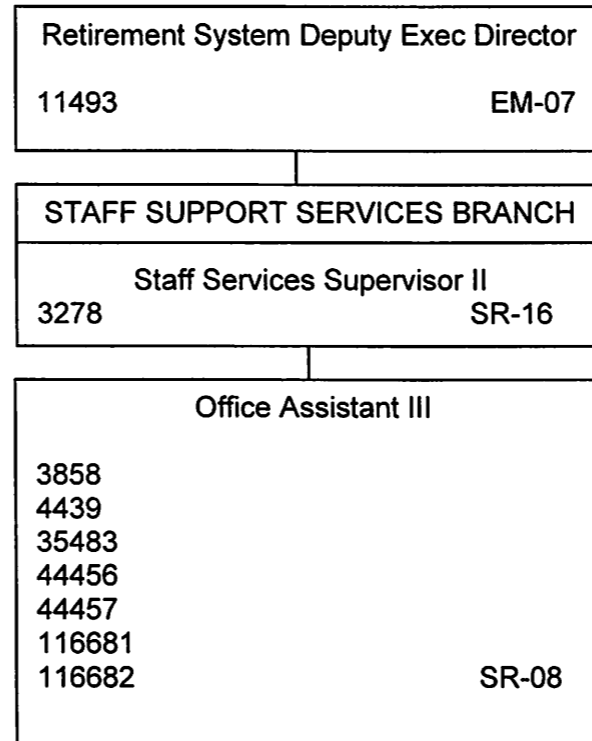 Retirement System Deputy Exec Director
11493 EM-07
STAFF SUPPORT SERVICES BRANCH
Staff Services Supervisor II
3278 SR-16
Office Assistant III
3858
4439
35483
44456
44457
116681
116682 SR-08